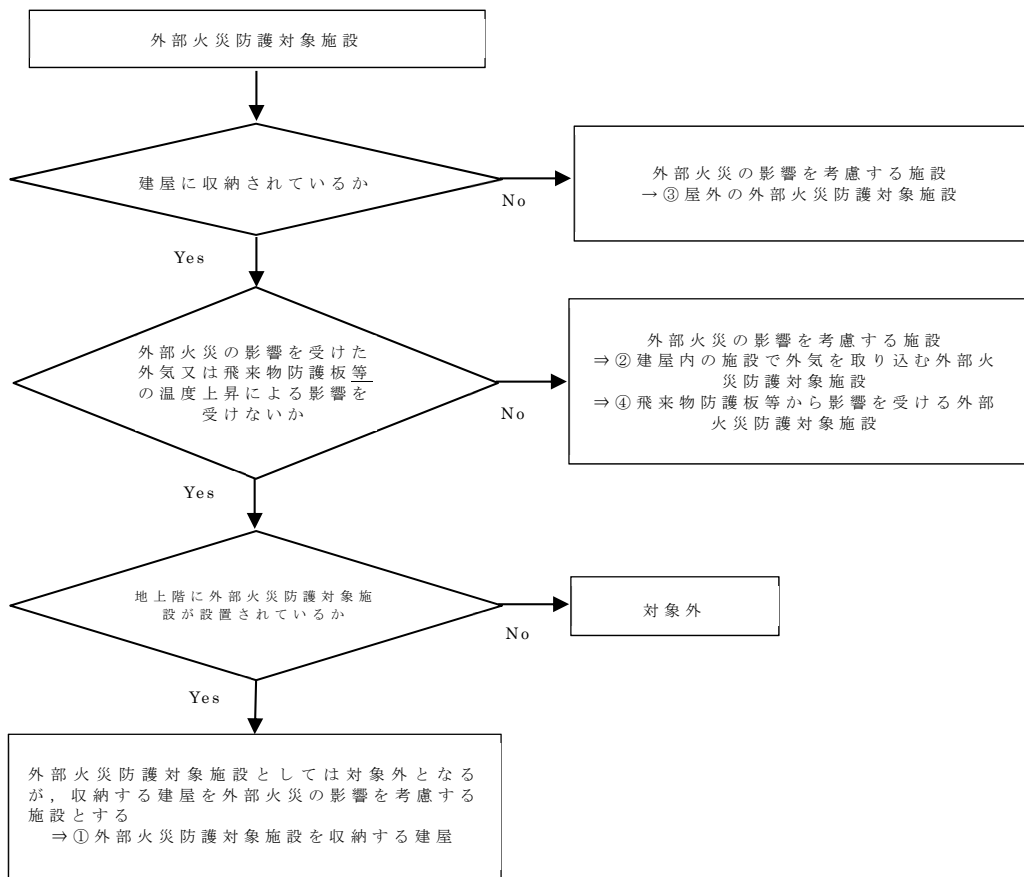 外部火災防護対象施設
建屋に収納されているか
No
外部火災の影響を考慮する施設
→③屋外の外部火災防護対象施設
Yes
外部火災の影響を受けた
外気又は飛来物防護板等
の温度上昇による影響を
受けないか
No
外部火災の影響を考慮する施設
⇒②建屋内の施設で外気を取り込む外部火
災防護対象施設
⇒④飛来物防護板等から影響を受ける外部
火災防護対象施設
Yes
地上階に外部火災防護対象施
設が設置されているか
No
対象外
Yes
外部火災防護対象施設としては対象外となる
が，収納する建屋を外部火災の影響を考慮する
施設とする
⇒①外部火災防護対象施設を収納する建屋